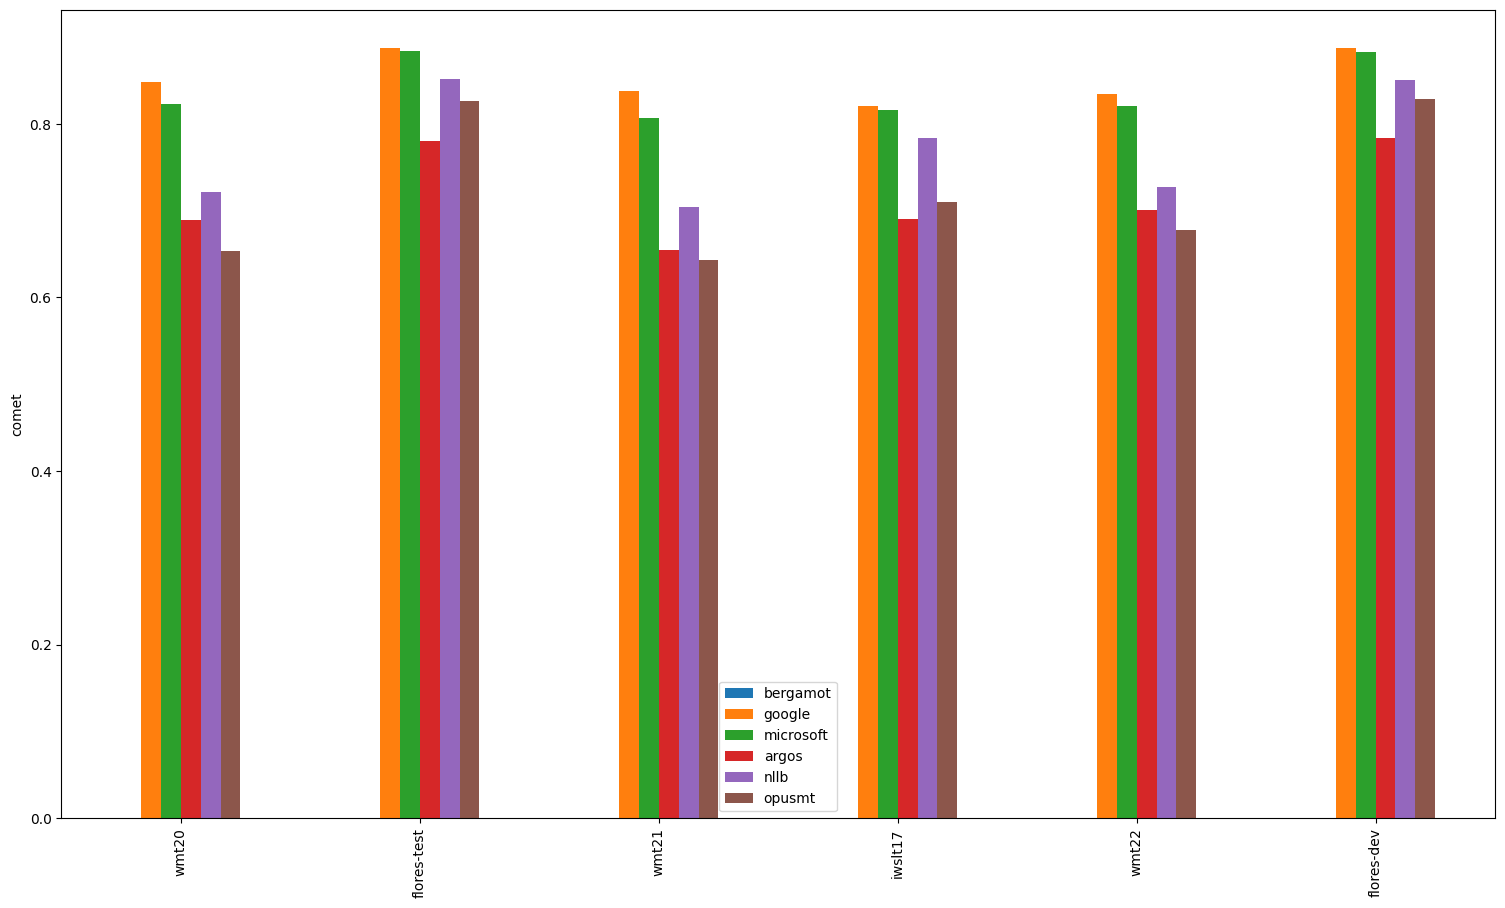 comet
0.8
0.6
0.4
0.2
0.0
bergamot
google
microsoft
argos
nllb
opusmt
wmt20
flores-test
wmt21
iwslt17
wmt22
flores-dev